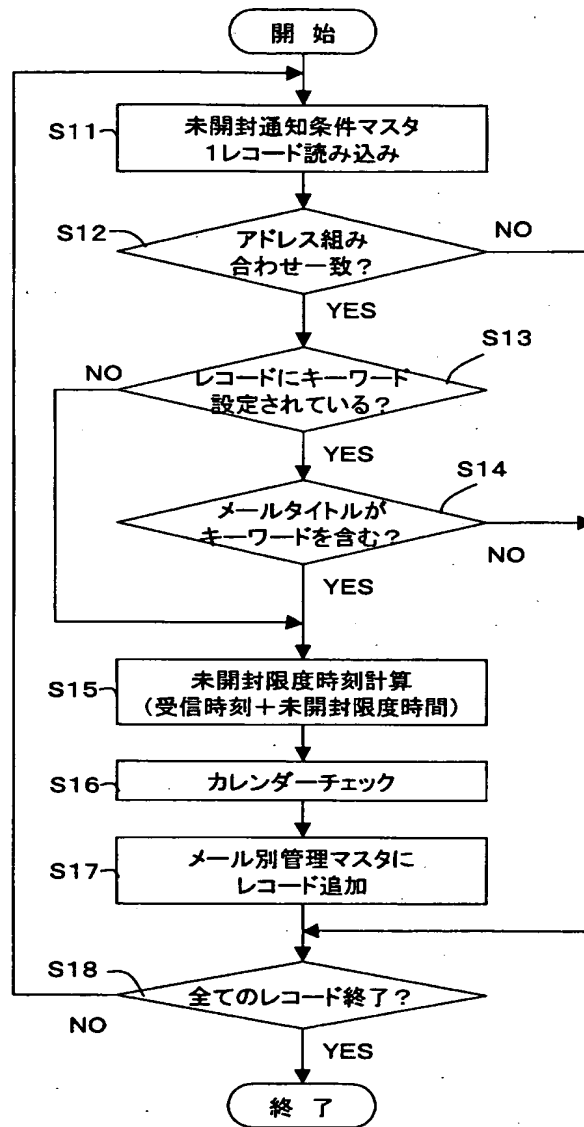 開 始
S11
未開封通知条件マスタ
1レコード読み込み
S12
アドレス組み
合わせ一致？
NO
YES
S13
NO
レコードにキーワード
設定されている？
YES
S14
メールタイトルが
キーワードを含む？
NO
YES
S15
未開封限度時刻計算
(受信時刻＋未開封限度時間)
S16
カレンダーチェック
S17
メール別管理マスタに
レコード追加
S18
全てのレコード終了？
NO
YES
終 了